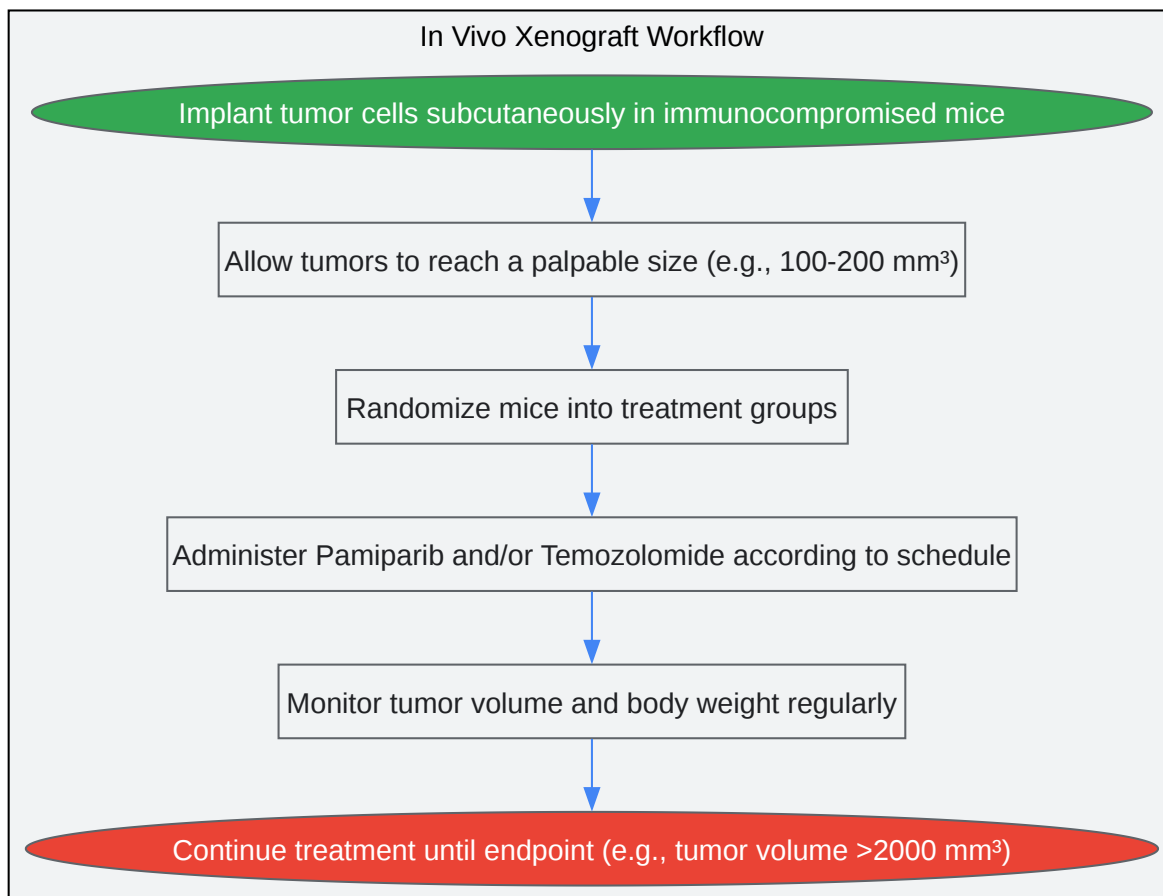 In Vivo Xenograft Workflow
Implant tumor cells subcutaneously in immunocompromised mice
Allow tumors to reach a palpable size (e.g., 100-200 mm³)
Randomize mice into treatment groups
Administer Pamiparib and/or Temozolomide according to schedule
Monitor tumor volume and body weight regularly
Continue treatment until endpoint (e.g., tumor volume >2000 mm³)